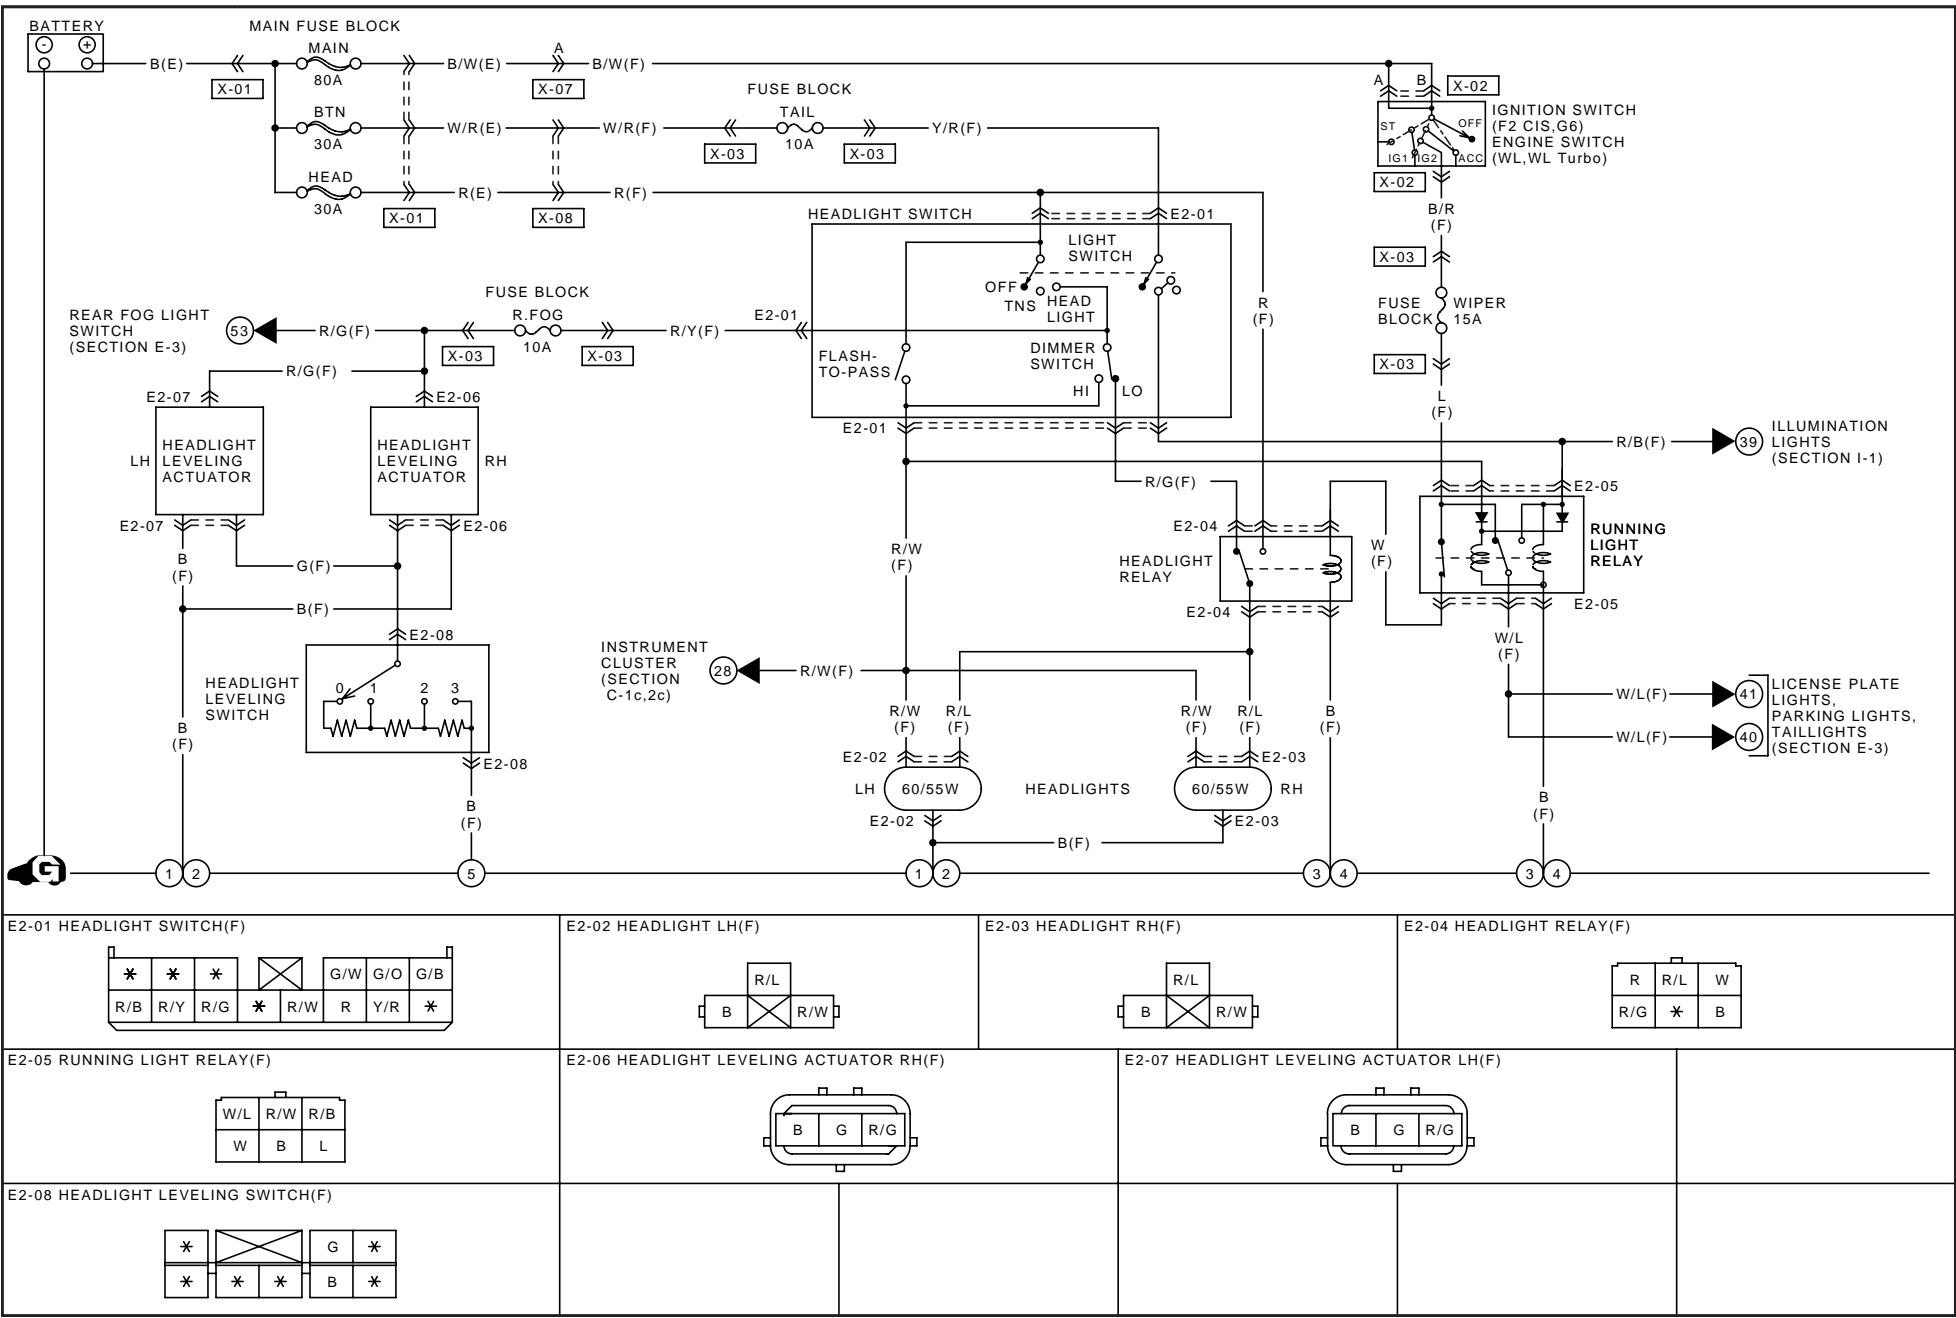 BATTERY
- +
B(E)
X-01
MAIN FUSE BLOCK
MAIN
80A
B/W(E)
A
B/W(F)
X-07
BTN
30A
W/R(E)
W/R(F)
X-03
FUSE BLOCK
TAIL
10A
X-03
Y/R(F)
HEAD
30A
R(E)
R(F)
X-01
X-08
A B
X-02
ST
OFF
IG1 IG2 ACC
IGNITION SWITCH
(F2 CIS,G6)
ENGINE SWITCH
(WL,WL Turbo)
X-02
B/R
(F)
X-03
FUSE
BLOCK
WIPER
15A
X-03
L
(F)
HEADLIGHT SWITCH
E2-01
LIGHT
SWITCH
OFF
TNS
HEAD
LIGHT
R
(F)
FLASH-
TO-PASS
DIMMER
SWITCH
HI
LO
E2-01
E2-01
REAR FOG LIGHT
SWITCH
(SECTION E-3)
53
R/G(F)
X-03
FUSE BLOCK
R.FOG
10A
X-03
R/Y(F)
R/G(F)
E2-07
E2-06
LH
HEADLIGHT
LEVELING
ACTUATOR
HEADLIGHT
LEVELING
ACTUATOR
RH
E2-07
E2-06
B
(F)
G(F)
B(F)
E2-08
HEADLIGHT
LEVELING
SWITCH
0 1 2 3
B
(F)
E2-08
B
(F)
R/B(F)
39
ILLUMINATION
LIGHTS
(SECTION I-1)
R/G(F)
E2-05
RUNNING
LIGHT
RELAY
E2-05
E2-04
HEADLIGHT
RELAY
E2-04
W
(F)
R/W
(F)
INSTRUMENT
CLUSTER
(SECTION
C-1c,2c)
28
R/W(F)
R/W
(F)
R/L
(F)
R/W
(F)
R/L
(F)
B
(F)
W/L
(F)
W/L(F)
41
W/L(F)
40
LICENSE PLATE
LIGHTS,
PARKING LIGHTS,
TAILLIGHTS
(SECTION E-3)
E2-02
E2-03
LH
60/55W
HEADLIGHTS
60/55W
RH
E2-02
E2-03
B(F)
B
(F)
G
1 2
5
1 2
3 4
3 4
E2-01 HEADLIGHT SWITCH(F)
* * * G/W G/O G/B
R/B R/Y R/G * R/W R Y/R *
E2-02 HEADLIGHT LH(F)
R/L
B R/W
E2-03 HEADLIGHT RH(F)
R/L
B R/W
E2-04 HEADLIGHT RELAY(F)
R R/L W
R/G * B
E2-05 RUNNING LIGHT RELAY(F)
W/L R/W R/B
W B L
E2-06 HEADLIGHT LEVELING ACTUATOR RH(F)
B G R/G
E2-07 HEADLIGHT LEVELING ACTUATOR LH(F)
B G R/G
E2-08 HEADLIGHT LEVELING SWITCH(F)
* G *
* * * B *